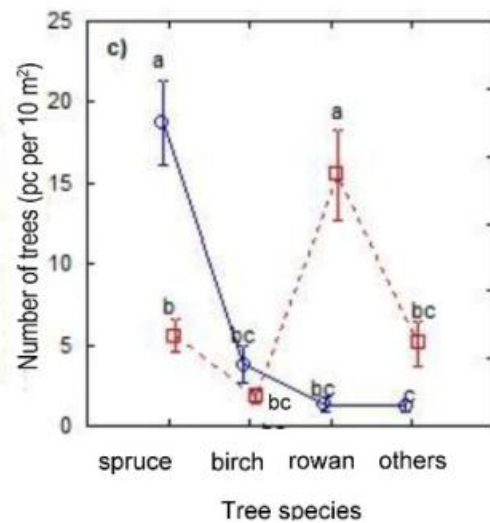 Number of trees (pc per 10 m²)
25
20
15
10
5
0
c)
a
a
b
bc
bc
bc
bc
c
spruce birch rowan others
Tree species